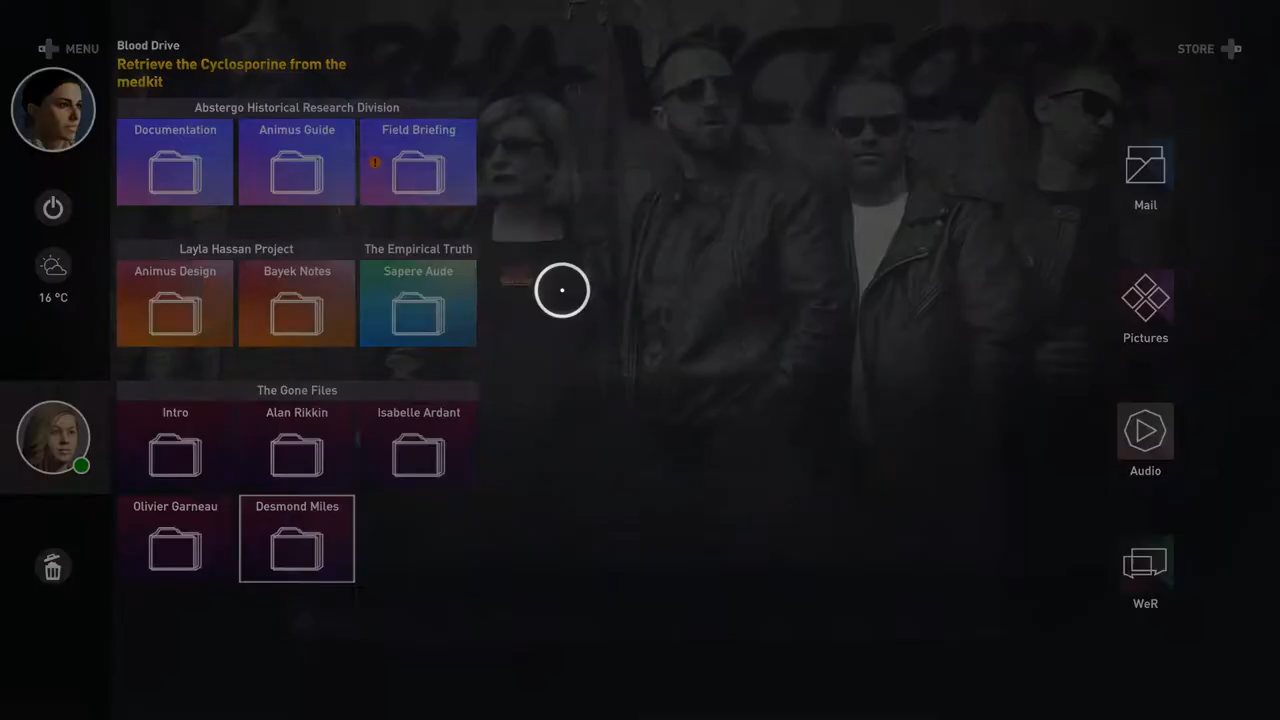 MENU
STORE
Blood Drive
Retrieve the Cyclosporine from the
medkit
Abstergo Historical Research Division
Documentation
Animus Guide
Field Briefing
!
Layla Hassan Project
The Empirical Truth
Animus Design
Bayek Notes
Sapere Aude
16 °C
The Gone Files
Intro
Alan Rikkin
Isabelle Ardant
Olivier Garneau
Desmond Miles
Mail
Pictures
Audio
WeR